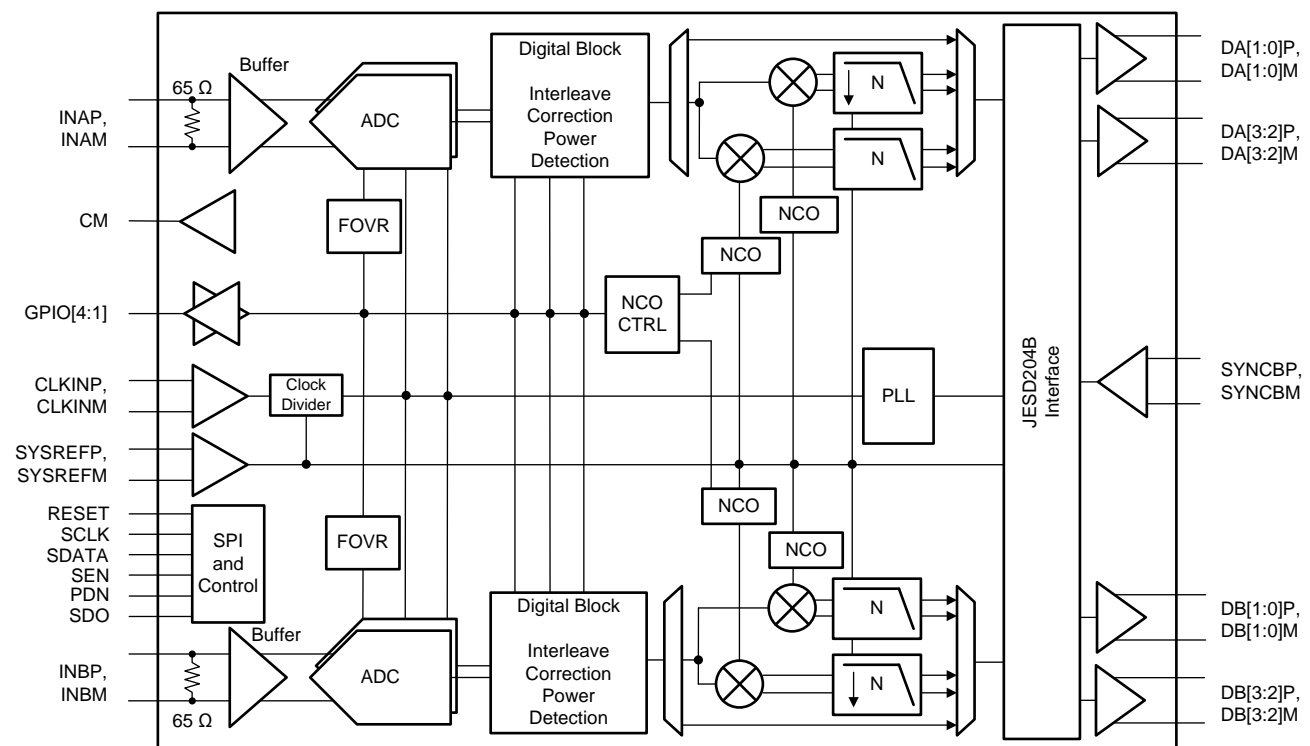 Buffer
65 Ω
INAP,
INAM
ADC
Digital Block
Interleave
Correction
Power
Detection
N
N
DA[1:0]P,
DA[1:0]M
DA[3:2]P,
DA[3:2]M
CM
FOVR
NCO
NCO
GPIO[4:1]
NCO
CTRL
CLKINP,
CLKINM
Clock
Divider
PLL
JESD204B
Interface
SYNCBP,
SYNCBM
SYSREFP,
SYSREFM
RESET
SCLK
SDATA
SEN
PDN
SDO
SPI
and
Control
FOVR
NCO
NCO
Buffer
INBP,
INBM
65 Ω
ADC
Digital Block
Interleave
Correction
Power
Detection
N
N
DB[1:0]P,
DB[1:0]M
DB[3:2]P,
DB[3:2]M